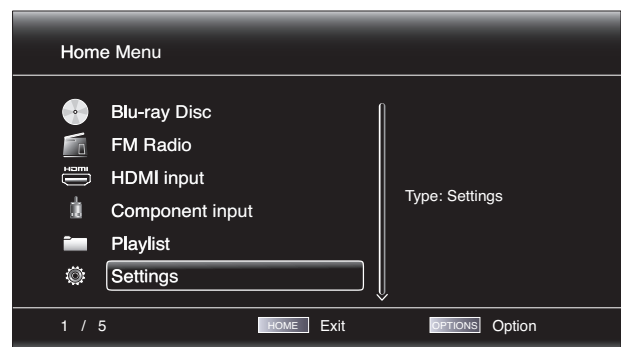 Home Menu
Blu-ray Disc
FM Radio
HDMI
HDMI input
Component input
Playlist
Settings
Type: Settings
1 / 5
HOME Exit
OPTIONS Option